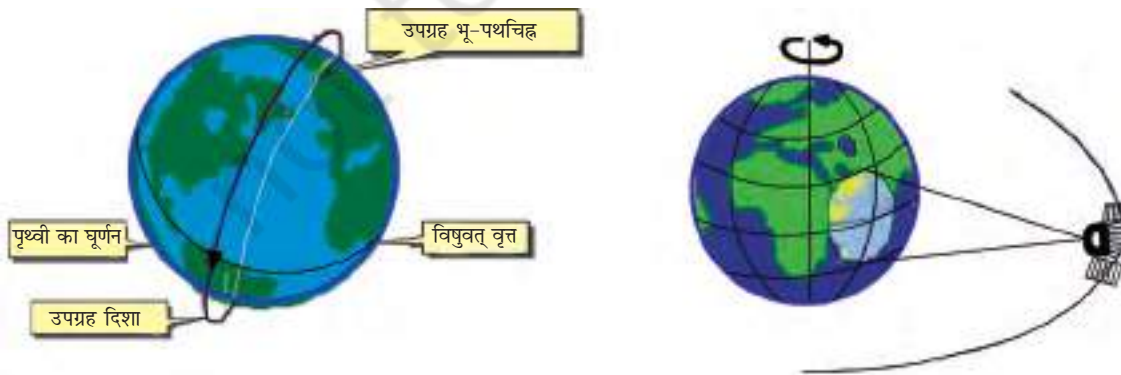 उपग्रह भू-पथचिह्न
पृथ्वी का घूर्णन
विषुवत् वृत्त
उपग्रह दिशा